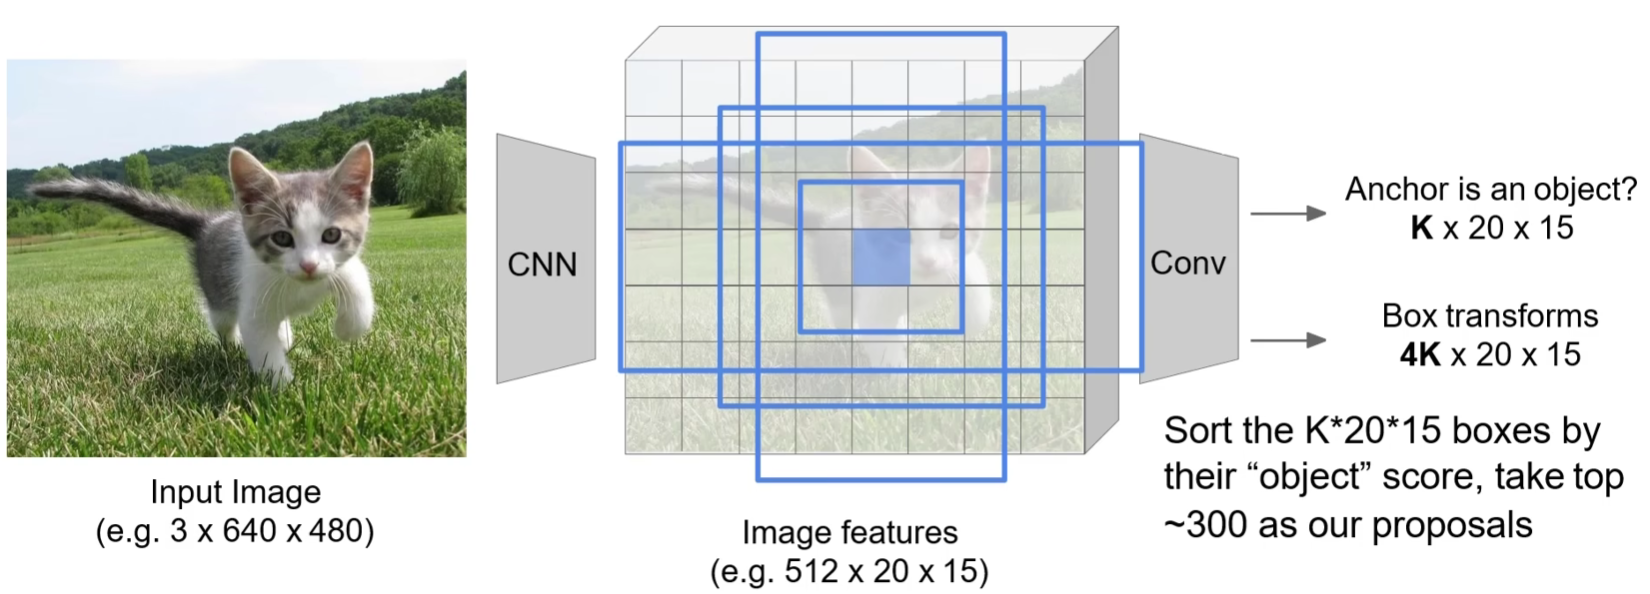 Input Image
(e.g. 3 x 640 x 480)
CNN
Image features
(e.g. 512 x 20 x 15)
Conv
Anchor is an object?
K x 20 x 15
Box transforms
4K x 20 x 15
Sort the K*20*15 boxes by
their “object” score, take top
~300 as our proposals